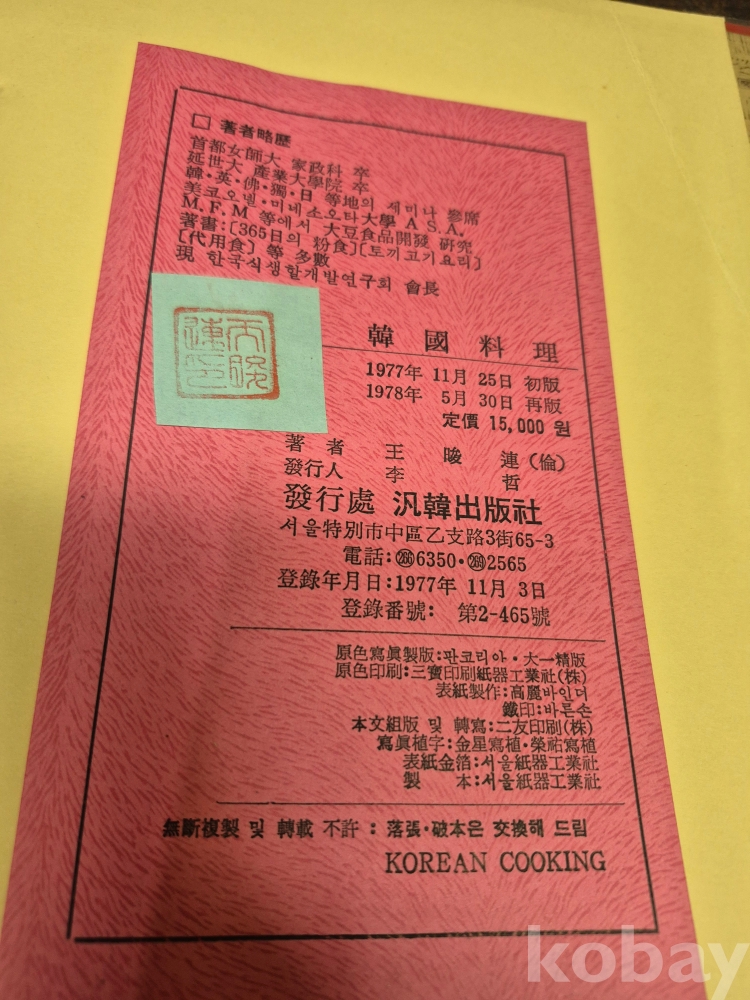 □ 著者略歷
首都女師大 家政科 卒
延世大 產業大學院 卒
韓·英·佛·獨·日 等地의 세미나 參席
美코오넬·미네소오타大學 A S.A.
M.F.M 等에서 大豆食品開發 硏究
著書:[365日의 粉食][토끼고기요리]
[代用食] 等 多數
現 한국식생활개발연구회 會長
韓國料理
1977年 11月 25日 初版
1978年 5月 30日 再版
定價 15,000 원
著者 王晙連(倫)
發行人 李哲
發行處 汎韓出版社
서울特別市中區乙支路3街65-3
電話:㉖6350·㉖2565
登錄年月日:1977年 11月 3日
登錄番號: 第2-465號
原色寫眞製版:판코리아·大一精版
原色印刷:三寶印刷紙器工業社(株)
表紙製作:高麗바인더
鐵印:바른손
本文組版 및 轉寫:二友印刷(株)
寫眞植字:金星寫植·榮祐寫植
表紙金箔:서울紙器工業社
製本:서울紙器工業社
無斷複製 및 轉載 不許 : 落張·破本은 交換해 드림
KOREAN COOKING
kobay